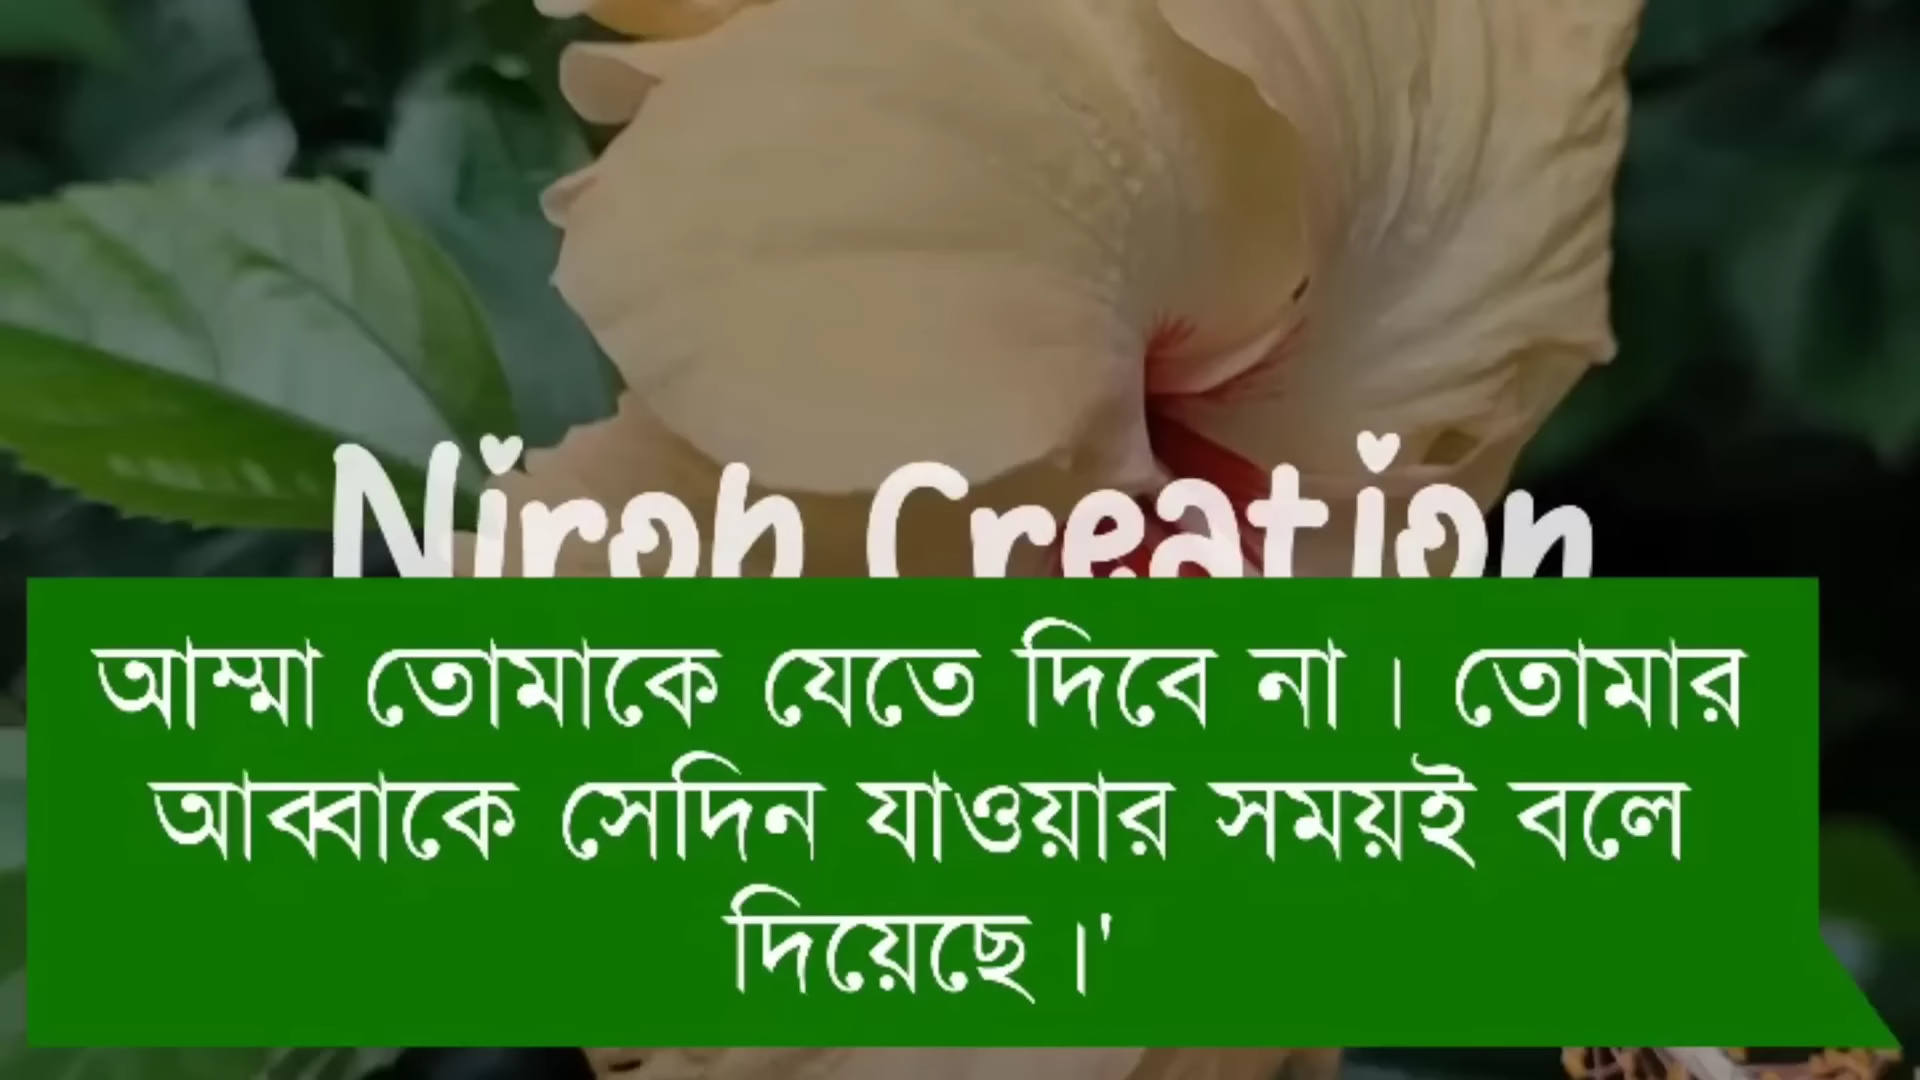 Niroh Creation
আম্মা তোমাকে যেতে দিবে না। তোমার
আব্বাকে সেদিন যাওয়ার সময়ই বলে
দিয়েছে।'